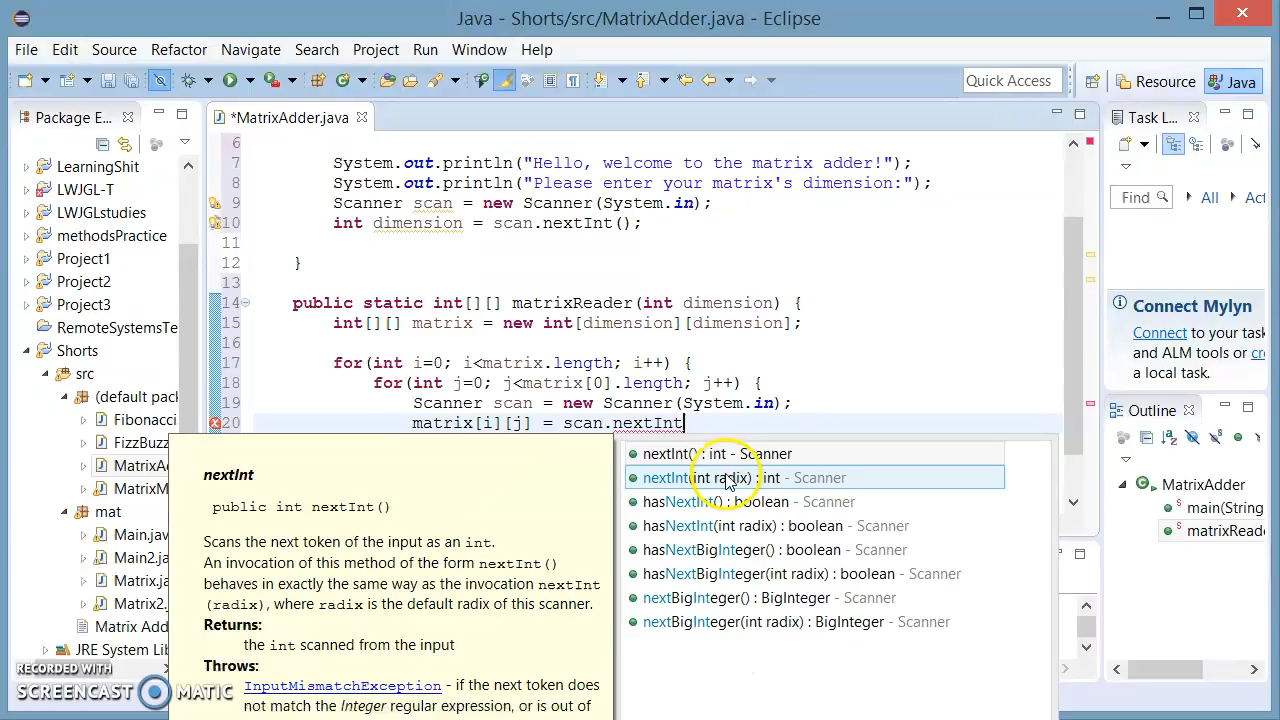 Java - Shorts/src/MatrixAdder.java - Eclipse
File Edit Source Refactor Navigate Search Project Run Window Help
Quick Access
Resource
Java
Package E...
*MatrixAdder.java
Task L...
LearningShit
LWJGL-T
LWJGLstudies
methodsPractice
Project1
Project2
Project3
RemoteSystemsTe
Shorts
src
(default pac
Fibonacci
FizzBuzz
MatrixA
MatrixM
mat
Main.jav
Main2.ja
Matrix.ja
Matrix2.
Matrix Add
JRE System Lib
6
7 System.out.println("Hello, welcome to the matrix adder!");
8 System.out.println("Please enter your matrix's dimension:");
9 Scanner scan = new Scanner(System.in);
10 int dimension = scan.nextInt();
11
12 }
13
14 public static int[][] matrixReader(int dimension) {
15 int[][] matrix = new int[dimension][dimension];
17 for(int i=0; i<matrix.length; i++) {
18 for(int j=0; j<matrix[0].length; j++) {
19 Scanner scan = new Scanner(System.in);
20 matrix[i][j] = scan.nextInt
nextInt
public int nextInt()
Scans the next token of the input as an int.
An invocation of this method of the form nextInt()
behaves in exactly the same way as the invocation nextInt
(radix), where radix is the default radix of this scanner.
Returns:
the int scanned from the input
Throws:
InputMismatchException - if the next token does
not match the Integer regular expression, or is out of
nextInt() : int - Scanner
nextInt(int radix) : int - Scanner
hasNextInt() : boolean - Scanner
hasNextInt(int radix) : boolean - Scanner
hasNextBigInteger() : boolean - Scanner
hasNextBigInteger(int radix) : boolean - Scanner
nextBigInteger() : BigInteger - Scanner
nextBigInteger(int radix) : BigInteger - Scanner
Find
All
Act
Connect Mylyn
Connect to your task
and ALM tools or cr
a local task.
Outline
MatrixAdder
main(String
matrixReade
RECORDED WITH
SCREENCAST MATIC